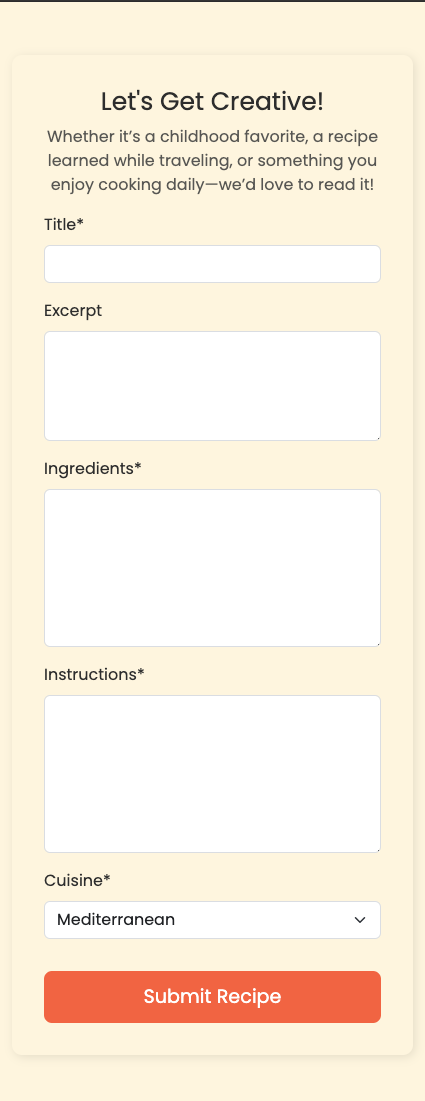 Let's Get Creative!
Whether it’s a childhood favorite, a recipe
learned while traveling, or something you
enjoy cooking daily—we’d love to read it!
Title*
Excerpt
Ingredients*
Instructions*
Cuisine*
Mediterranean
Submit Recipe